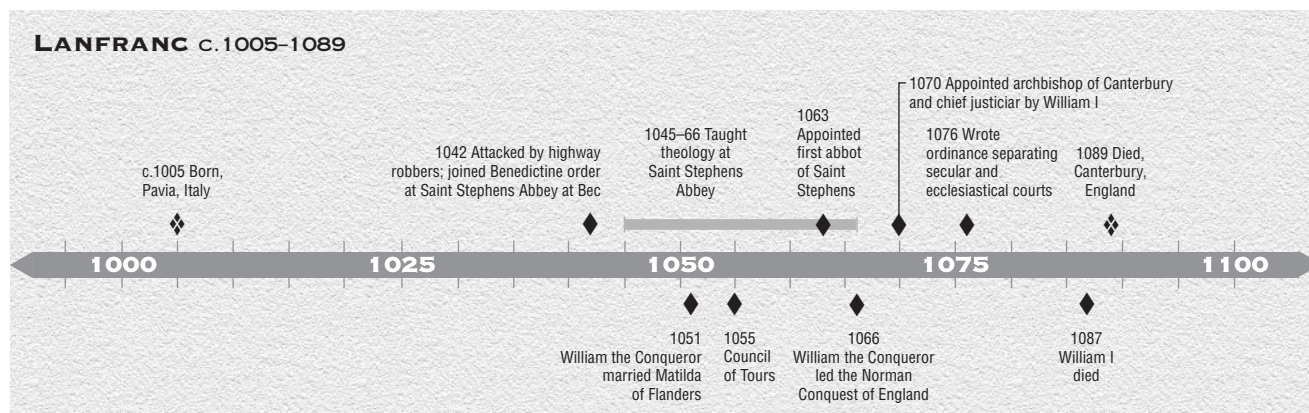 LANFRANC C.1005–1089
c.1005 Born,
Pavia, Italy
1042 Attacked by highway
robbers; joined Benedictine order
at Saint Stephens Abbey at Bec
1045–66 Taught
theology at
Saint Stephens
Abbey
1063
Appointed
first abbot
of Saint
Stephens
1070 Appointed archbishop of Canterbury
and chief justiciar by William I
1076 Wrote
ordinance separating
secular and
ecclesiastical courts
1089 Died,
Canterbury,
England
1000 1025 1050 1075 1100
1051
William the Conqueror
married Matilda
of Flanders
1055
Council
of Tours
1066
William the Conqueror
led the Norman
Conquest of England
1087
William I
died